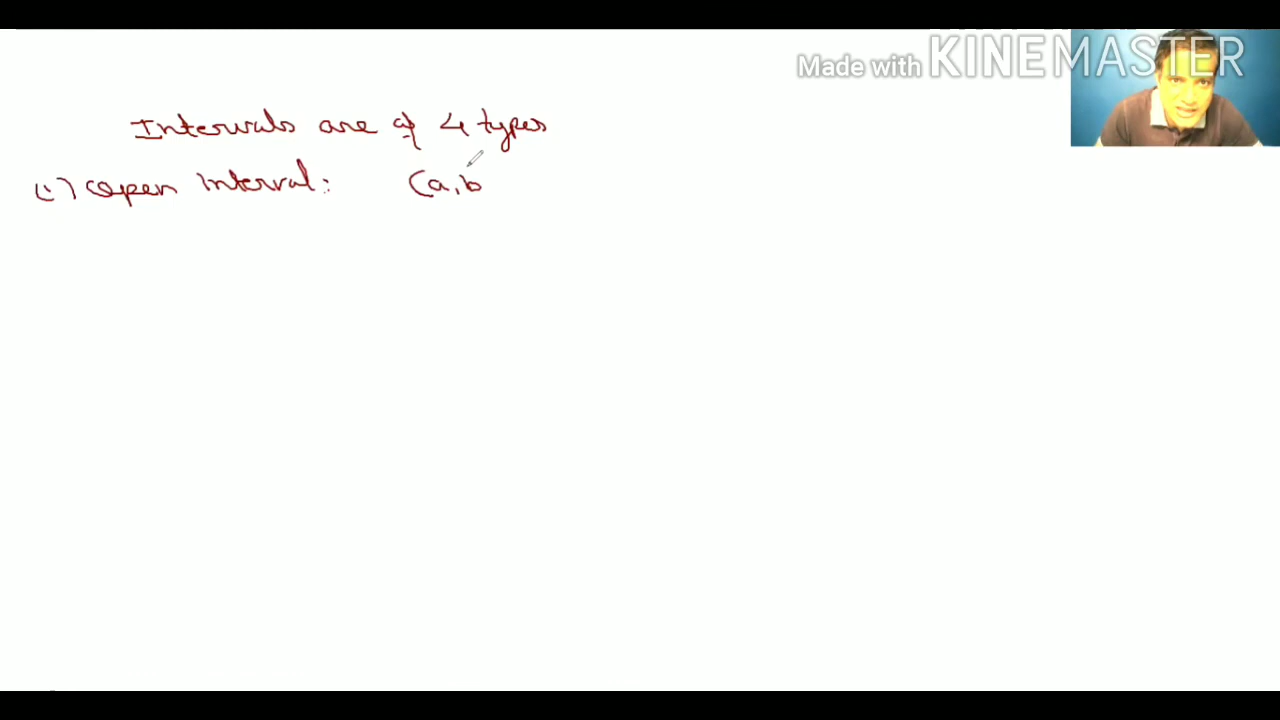 Made with KINEMASTER
Intervals are of 4 types
(i) Open Interval: (a,b